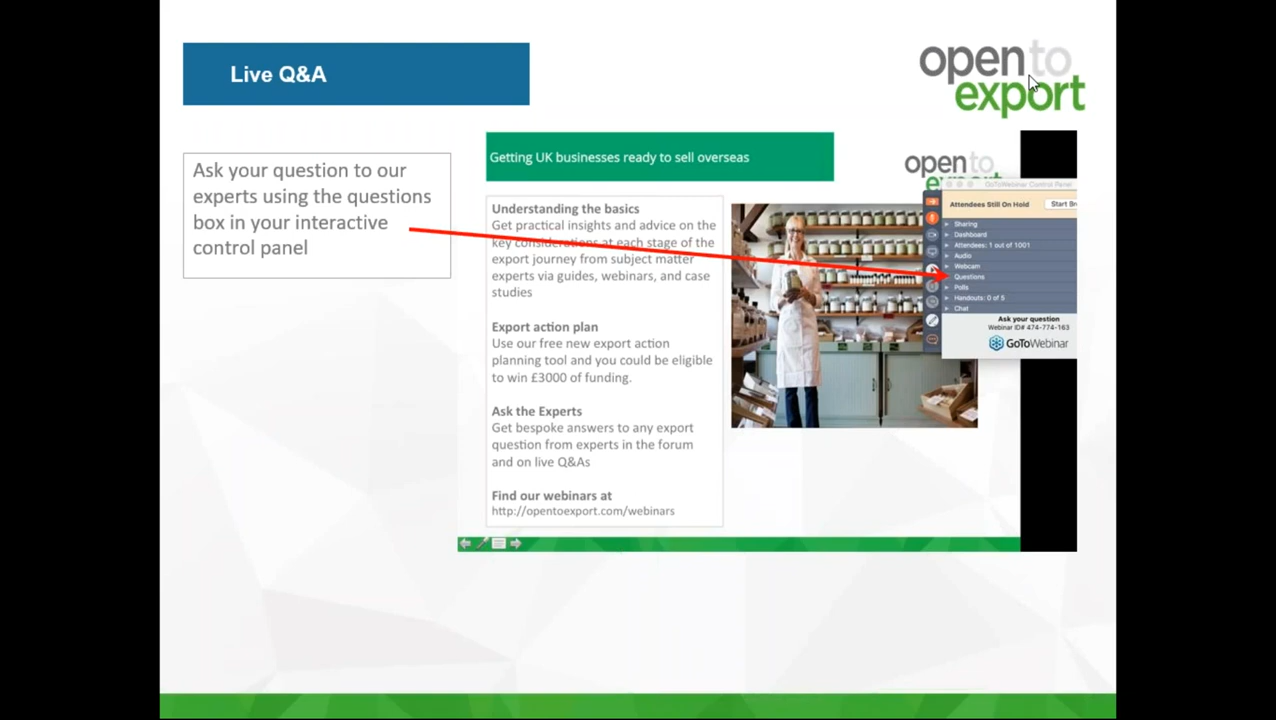 Live Q&A
open to
export
Ask your question to our
experts using the questions
box in your interactive
control panel
Getting UK businesses ready to sell overseas
open to
export
Understanding the basics
Get practical insights and advice on the
key considerations at each stage of the
export journey from subject matter
experts via guides, webinars, and case
studies
Export action plan
Use our free new export action
planning tool and you could be eligible
to win £3000 of funding.
Ask the Experts
Get bespoke answers to any export
question from experts in the forum
and on live Q&As
Find our webinars at
http://opentoexport.com/webinars
GoToWebinar Control Panel
Attendees Still On Hold
Start Br
Sharing
Dashboard
Attendees: 1 out of 1001
Audio
Webcam
Questions
Polls
Handouts: 0 of 5
Chat
Ask your question
Webinar ID# 474-774-163
GoToWebinar